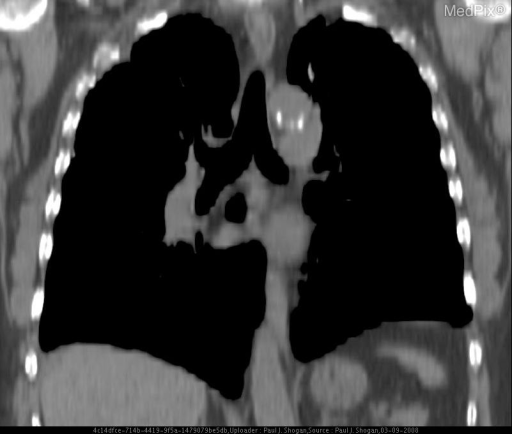 MedPix®
4c14dfce-714b-4419-9f5a-1479079be5db,Uploader : Paul J. Shogan,Source : Paul J. Shogan,03-09-2008